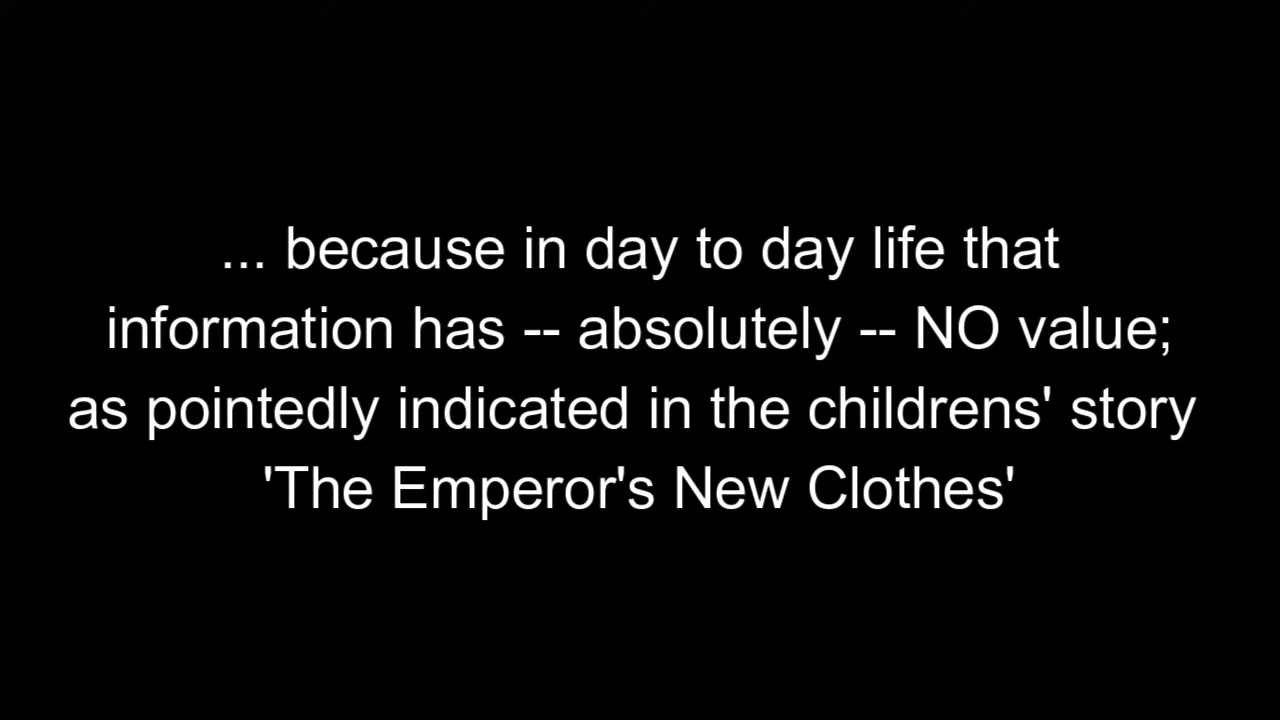 ... because in day to day life that
information has -- absolutely -- NO value;
as pointedly indicated in the childrens' story
'The Emperor's New Clothes'